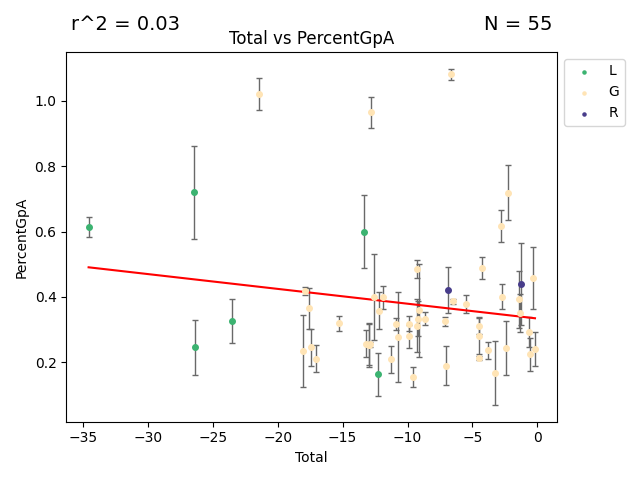 r^2 = 0.03
N = 55
Total vs PercentGpA
L
G
R
1.0
0.8
0.6
0.4
0.2
PercentGpA
−35
−30
−25
−20
−15
−10
−5
0
Total